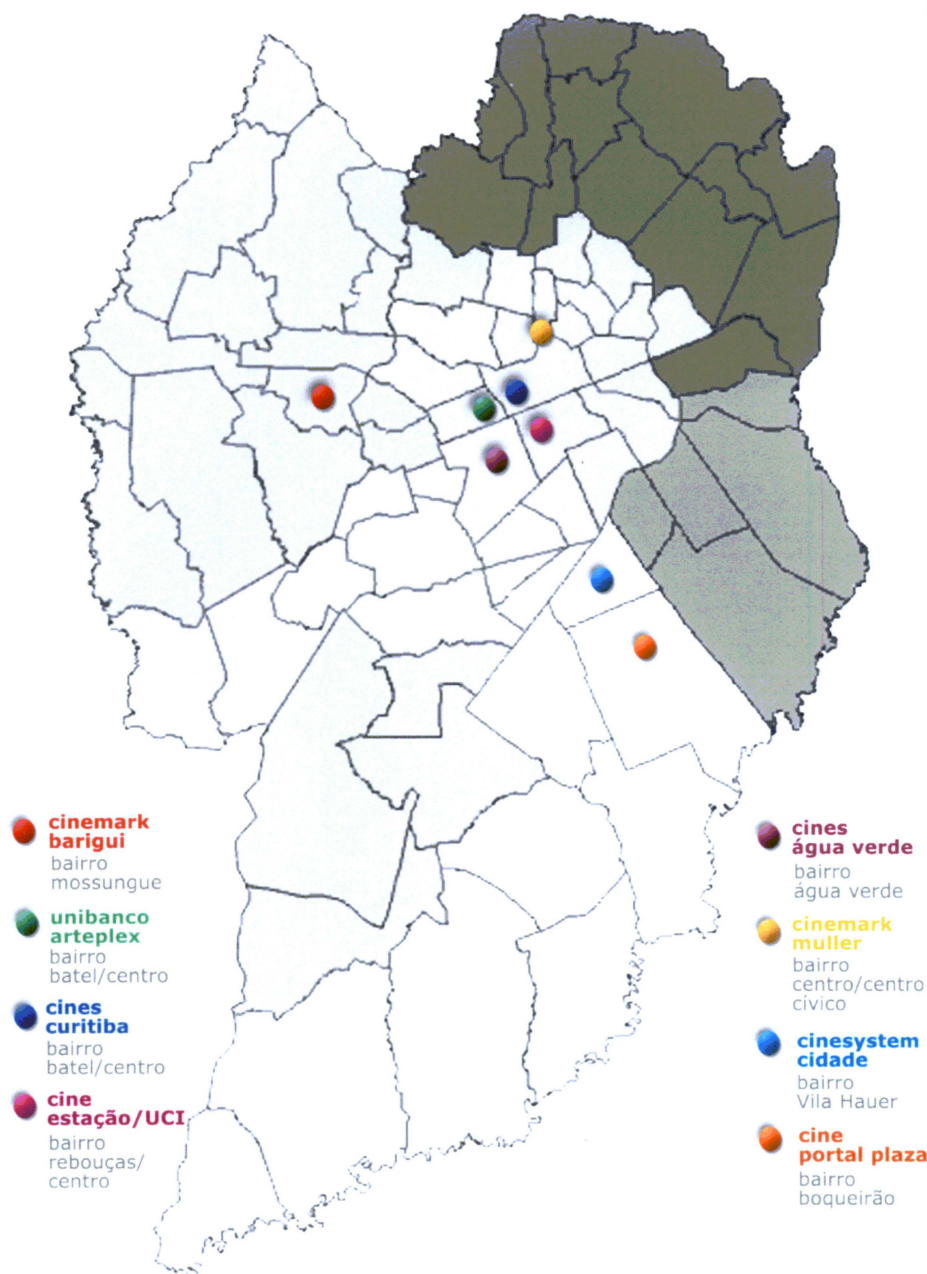 cinemark
barigui
bairro
mossungue
unibanco
arteplex
bairro
batel/centro
cines
curitiba
bairro
batel/centro
cine
estação/UCI
bairro
rebouças/
centro
cines
água verde
bairro
água verde
cinemark
muller
bairro
centro/centro
cívico
cinesystem
cidade
bairro
Vila Hauer
cine
portal plaza
bairro
boqueirão